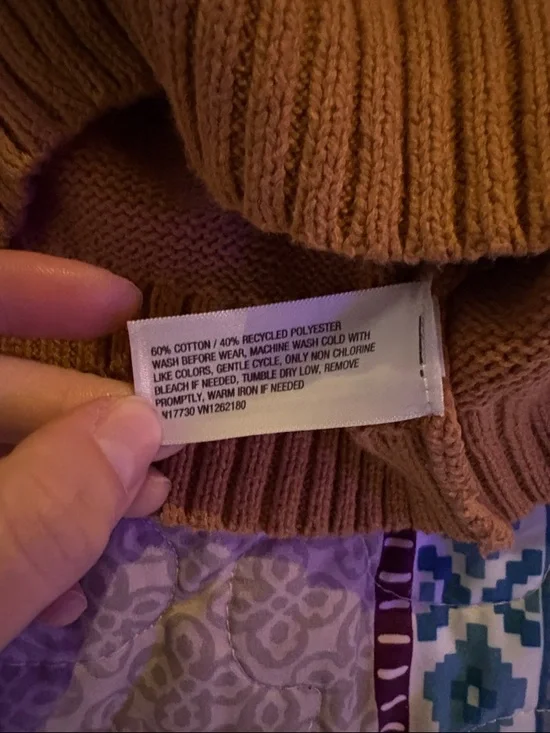 60% COTTON / 40% RECYCLED POLYESTER
WASH BEFORE WEAR, MACHINE WASH COLD WITH
LIKE COLORS, GENTLE CYCLE, ONLY NON CHLORINE
BLEACH IF NEEDED, TUMBLE DRY LOW, REMOVE
PROMPTLY, WARM IRON IF NEEDED
VN1262180